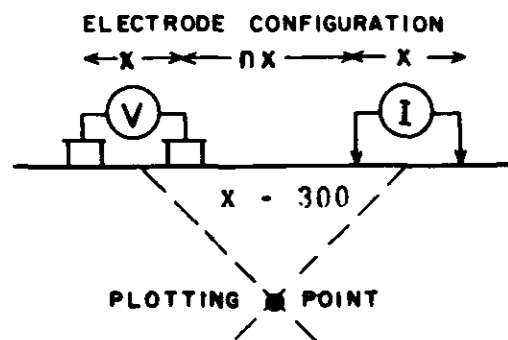 ELECTRODE CONFIGURATION
X nX X
V I
X - 300
PLOTTING POINT